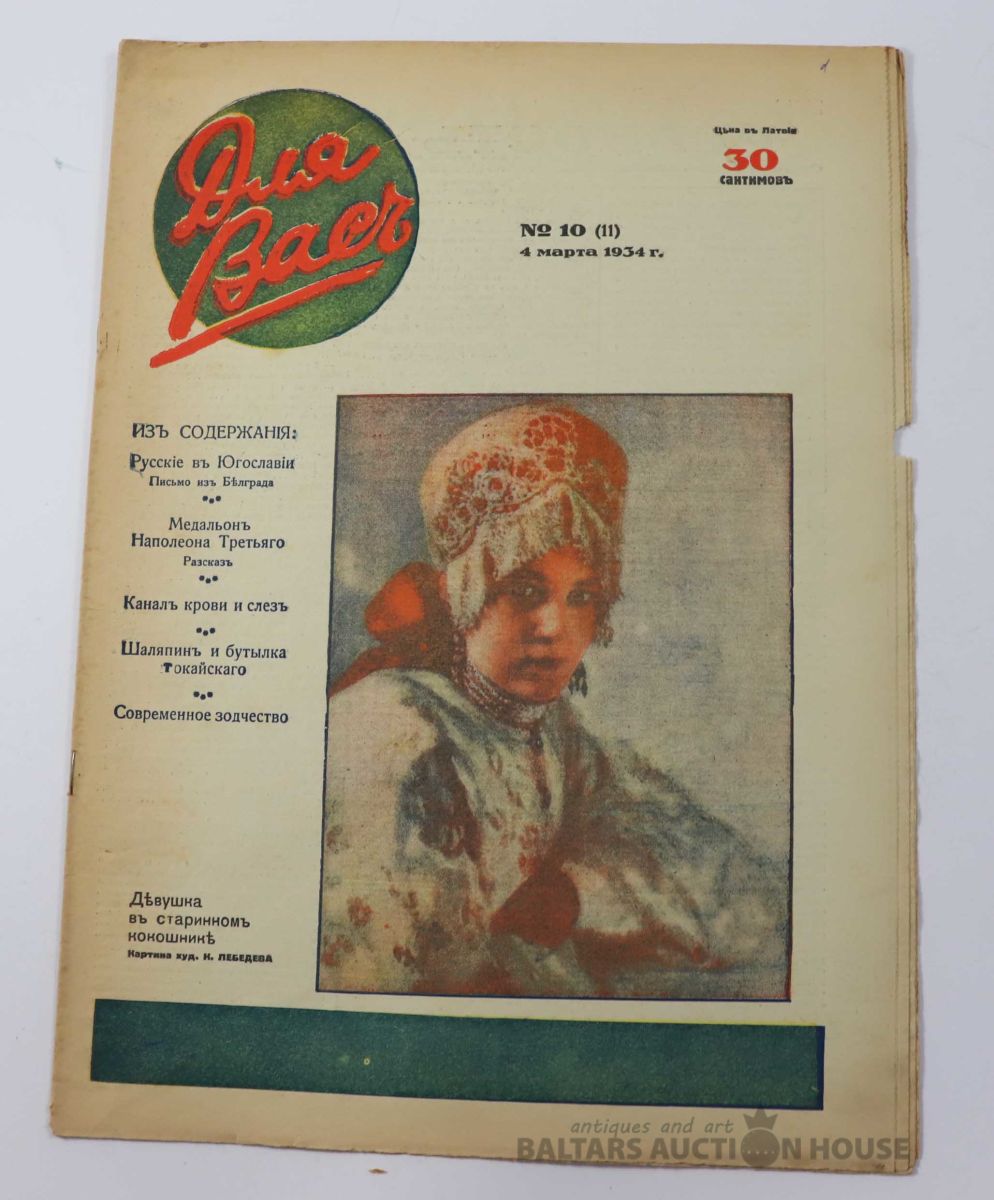 Для
Васъ
Цѣна въ Латвіи
30
сантимовъ
№ 10 (11)
4 марта 1934 г.
ИЗЪ СОДЕРЖАНІЯ:
Русскіе въ Югославіи
Письмо изъ Бѣлграда
Медальонъ
Наполеона Третьяго
Разсказъ
Каналъ крови и слезъ
Шаляпинъ и бутылка
Токайскаго
Современное зодчество
Дѣвушка
въ старинномъ
кокошникѣ
Картина худ. К. ЛЕБЕДЕВА
antiques and art
BALTARS AUCTION HOUSE